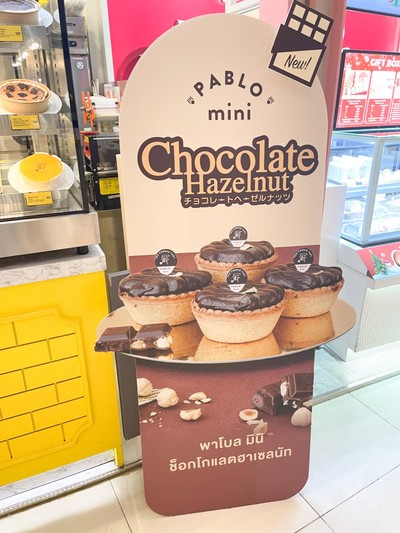 New!
PABLO
mini
Chocolate
Hazelnut
チョコレートヘーゼルナッツ
พาโบล มินิ
ช็อกโกแลตฮาเซลนัท
GIFT BOX